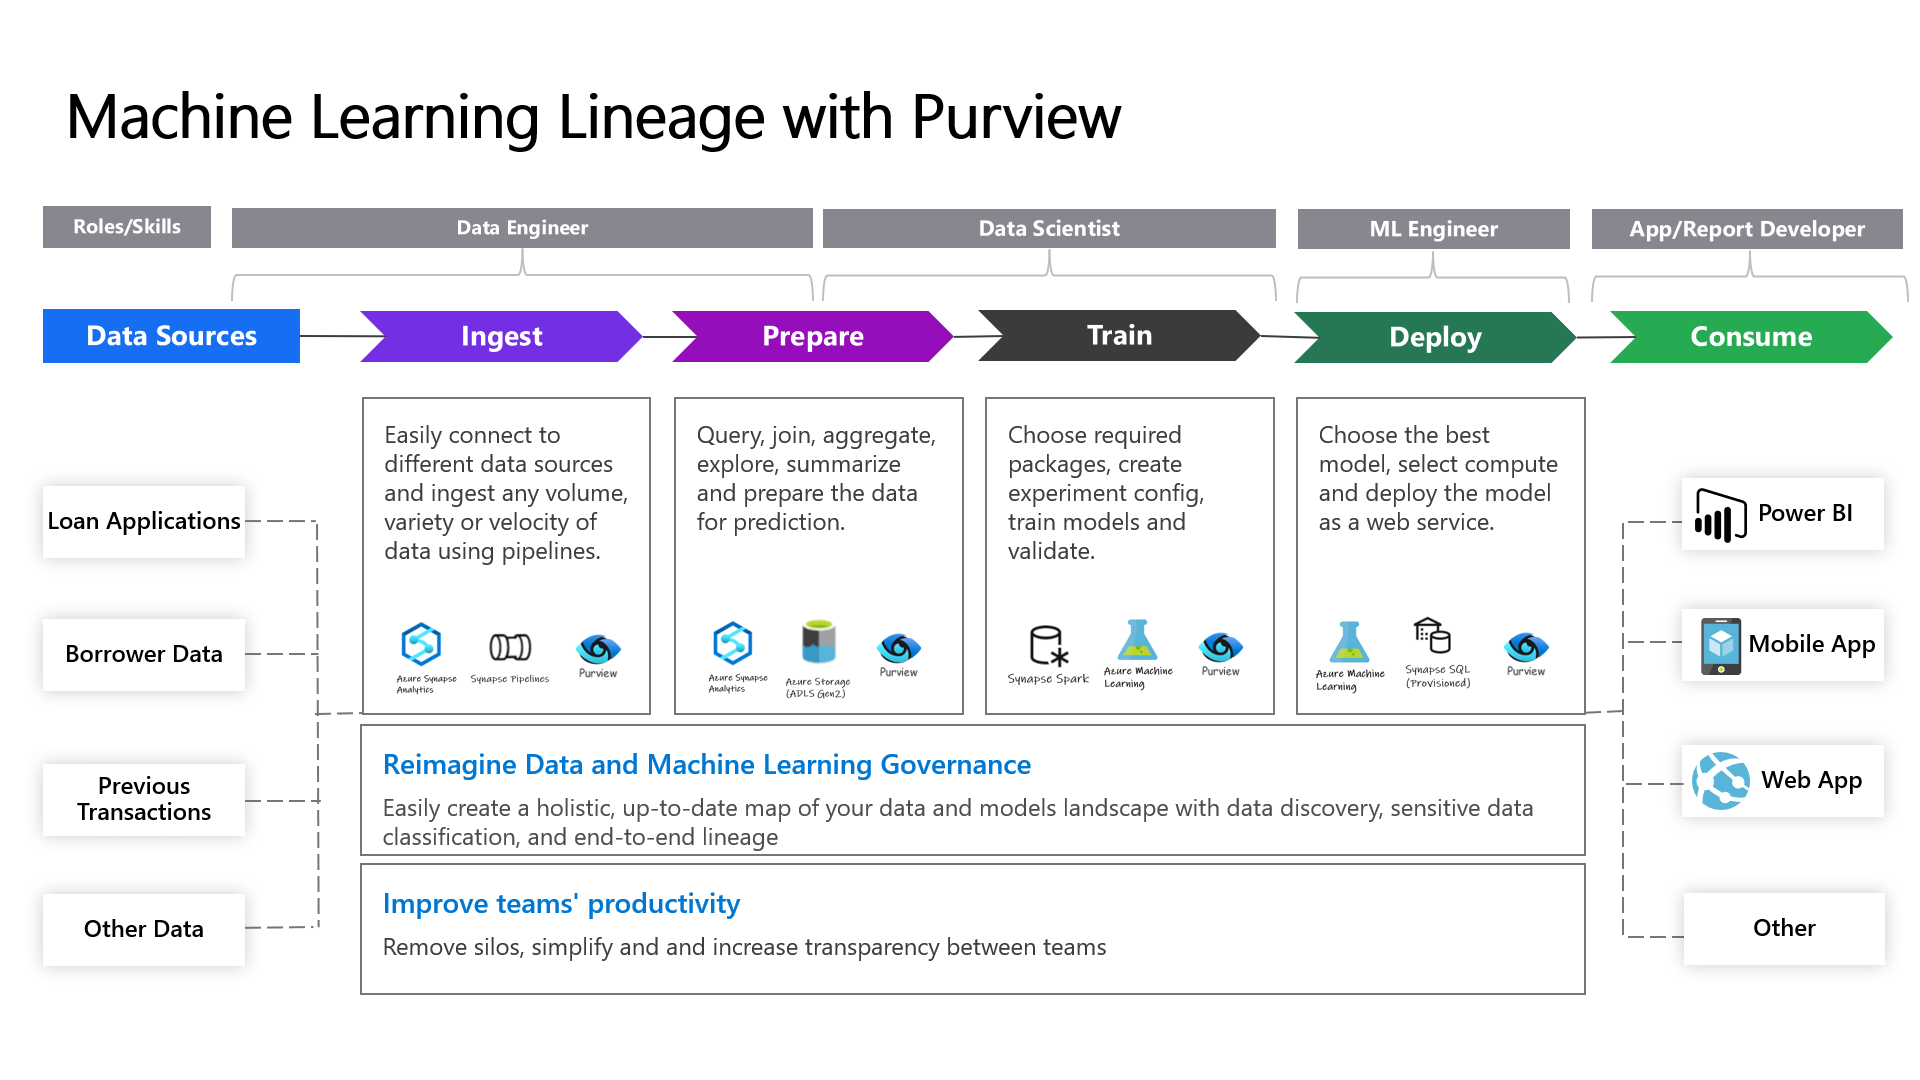 Machine Learning Lineage with Purview
Roles/Skills
Data Engineer
Data Scientist
ML Engineer
App/Report Developer
Data Sources
Ingest
Prepare
Train
Deploy
Consume
Loan Applications
Borrower Data
Previous
Transactions
Other Data
Easily connect to
different data sources
and ingest any volume,
variety or velocity of
data using pipelines.
Azure Synapse
Analytics
Synapse Pipelines
Purview
Query, join, aggregate,
explore, summarize
and prepare the data
for prediction.
Azure Synapse
Analytics
Azure Storage
(ADLS Gen2)
Purview
Choose required
packages, create
experiment config,
train models and
validate.
Synapse Spark
Azure Machine
Learning
Purview
Choose the best
model, select compute
and deploy the model
as a web service.
Azure Machine
Learning
Synapse SQL
(Provisioned)
Purview
Power BI
Mobile App
Web App
Other
Reimagine Data and Machine Learning Governance
Easily create a holistic, up-to-date map of your data and models landscape with data discovery, sensitive data
classification, and end-to-end lineage
Improve teams' productivity
Remove silos, simplify and and increase transparency between teams